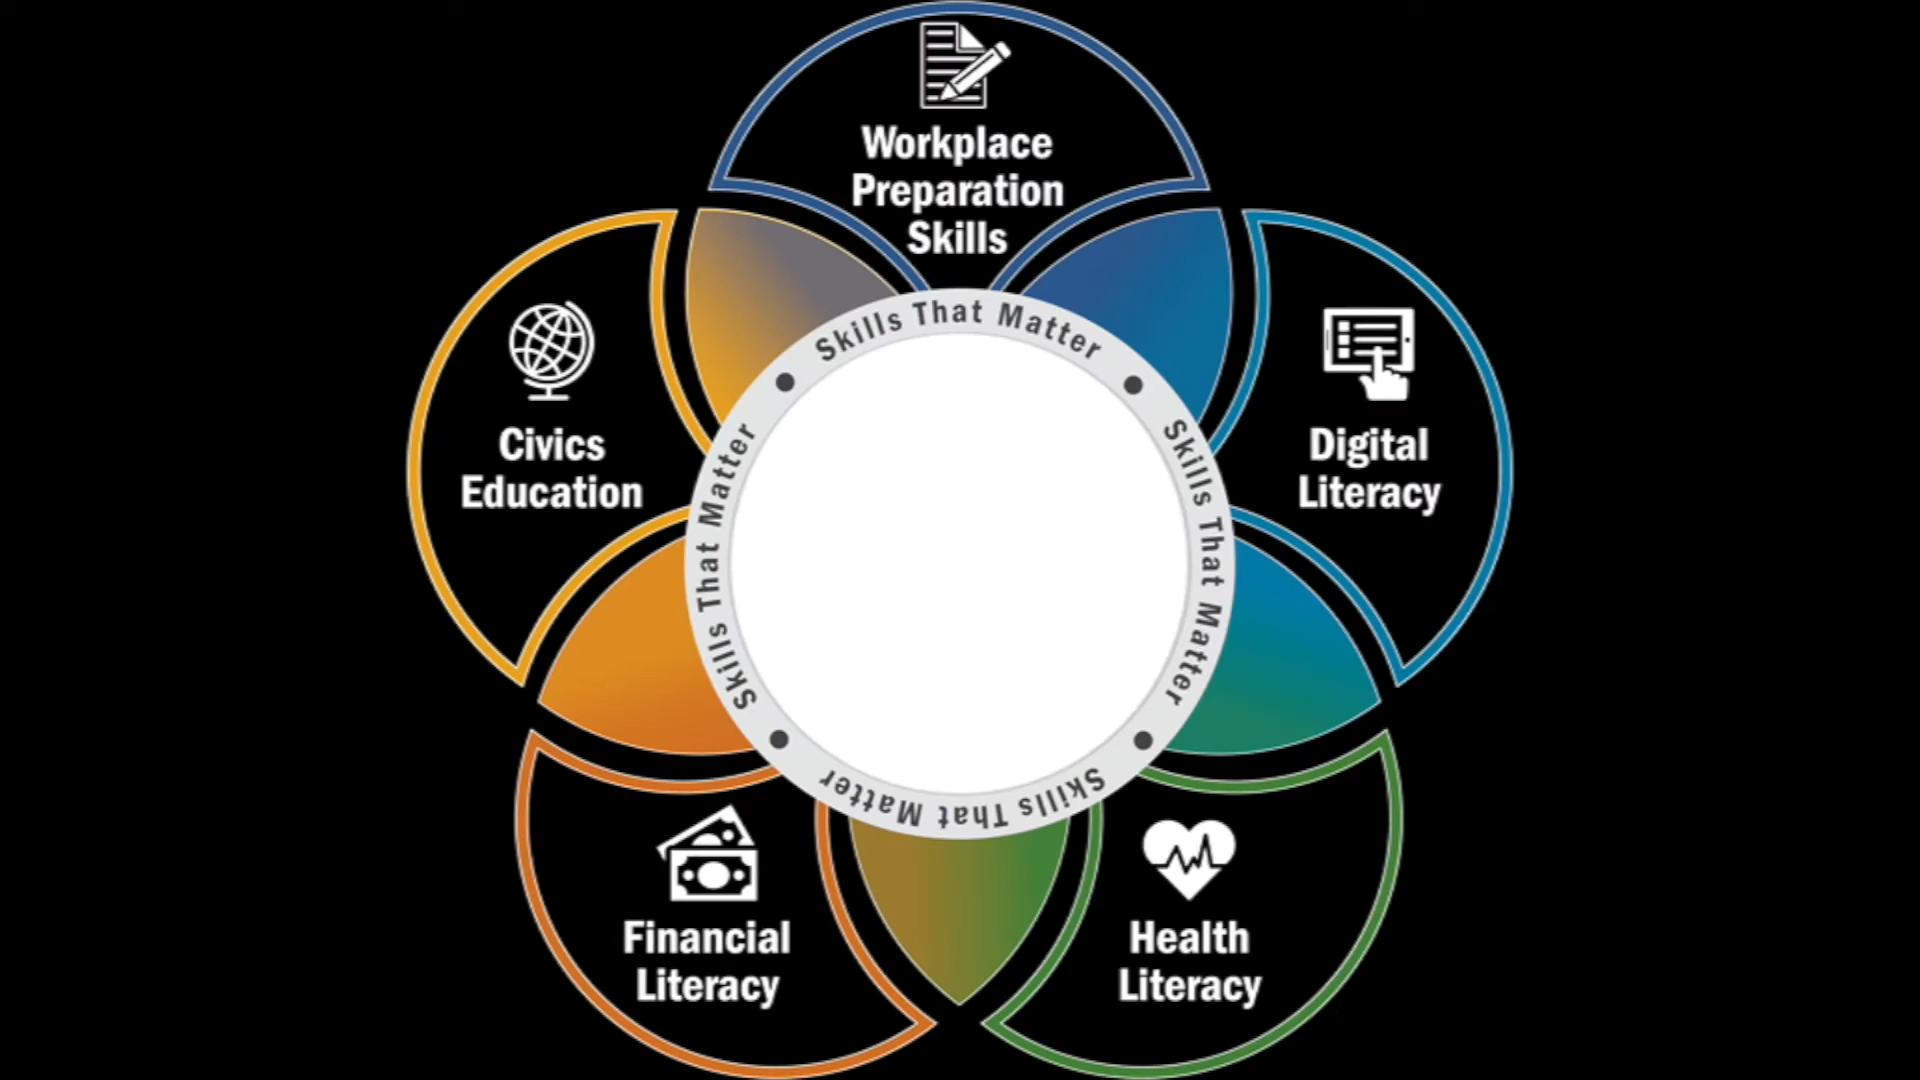 Workplace
Preparation
Skills
Civics
Education
Digital
Literacy
Financial
Literacy
Health
Literacy
Skills That Matter
Skills That Matter
Skills That Matter
Skills That Matter